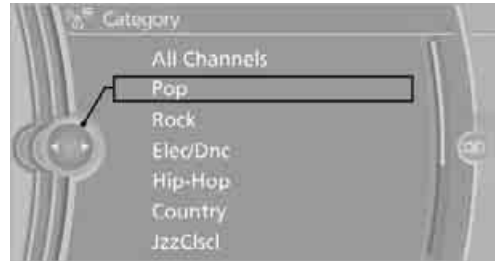 Category
All Channels
Pop
Rock
Elec/Dnc
Hip-Hop
Country
JzzClscl